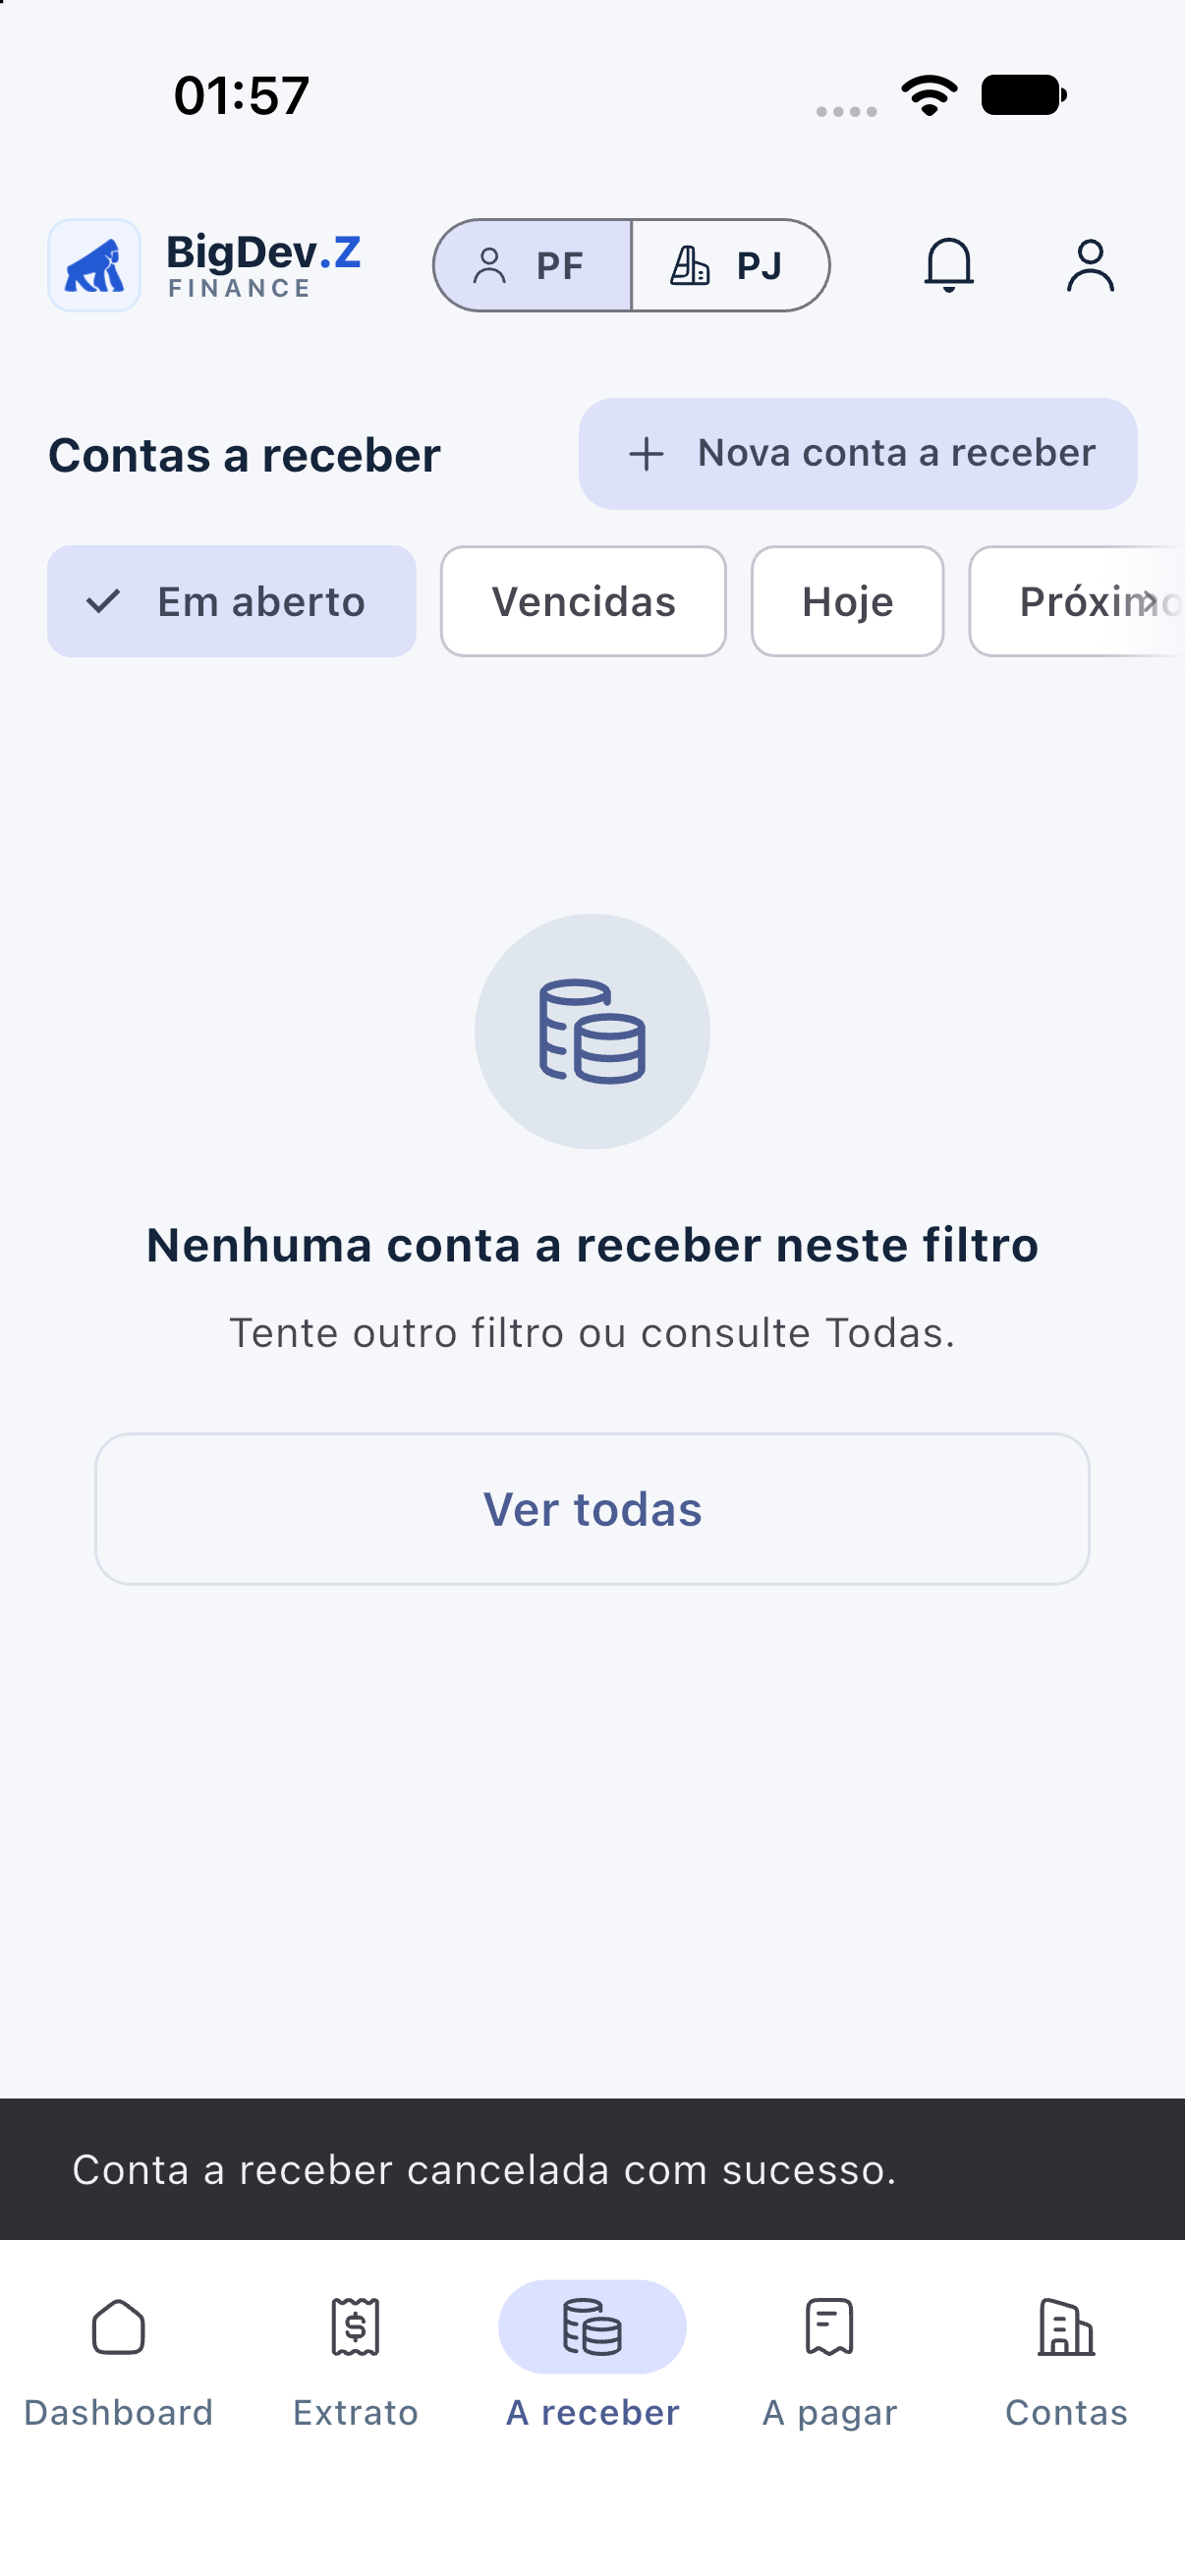 01:57
BigDev.Z
FINANCE
PF
PJ
Contas a receber
+ Nova conta a receber
Em aberto
Vencidas
Hoje
Próximo
Nenhuma conta a receber neste filtro
Tente outro filtro ou consulte Todas.
Ver todas
Conta a receber cancelada com sucesso.
Dashboard
Extrato
A receber
A pagar
Contas